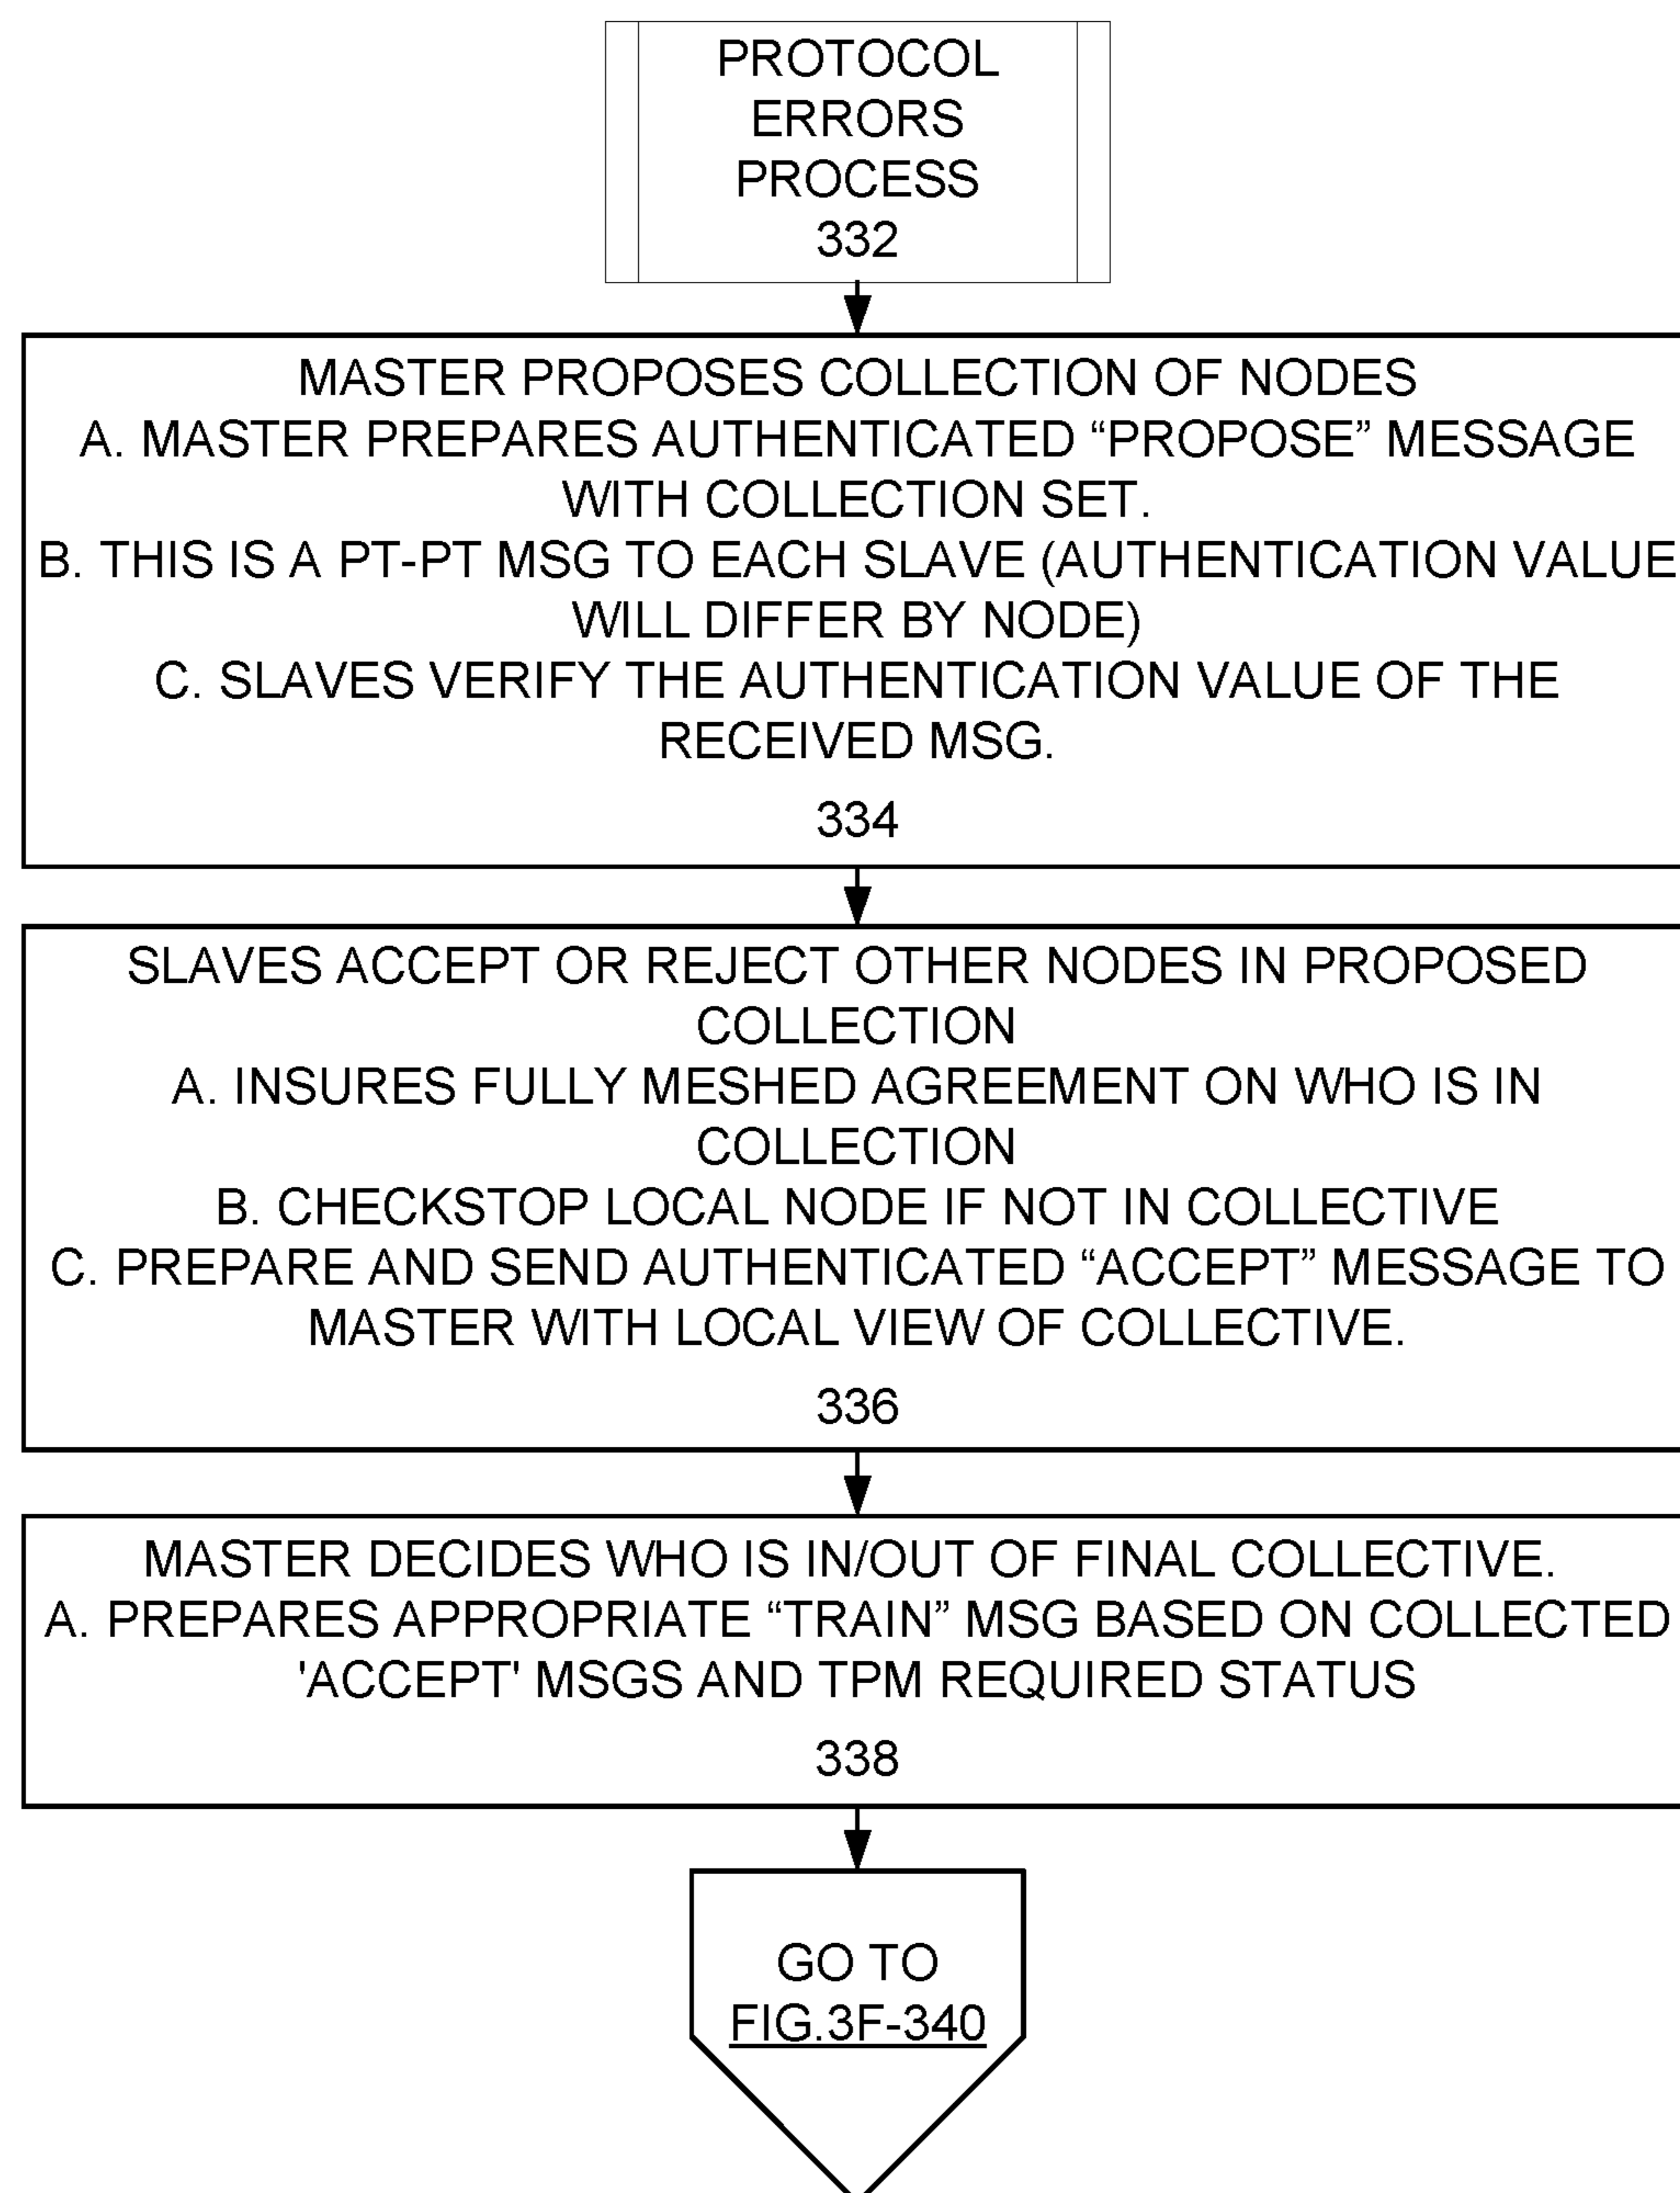 PROTOCOL
ERRORS
PROCESS
332
MASTER PROPOSES COLLECTION OF NODES
A. MASTER PREPARES AUTHENTICATED “PROPOSE” MESSAGE
WITH COLLECTION SET.
B. THIS IS A PT-PT MSG TO EACH SLAVE (AUTHENTICATION VALUE
WILL DIFFER BY NODE)
C. SLAVES VERIFY THE AUTHENTICATION VALUE OF THE
RECEIVED MSG.
334
SLAVES ACCEPT OR REJECT OTHER NODES IN PROPOSED
COLLECTION
A. INSURES FULLY MESHED AGREEMENT ON WHO IS IN
COLLECTION
B. CHECKSTOP LOCAL NODE IF NOT IN COLLECTIVE
C. PREPARE AND SEND AUTHENTICATED “ACCEPT” MESSAGE TO
MASTER WITH LOCAL VIEW OF COLLECTIVE.
336
MASTER DECIDES WHO IS IN/OUT OF FINAL COLLECTIVE.
A. PREPARES APPROPRIATE “TRAIN” MSG BASED ON COLLECTED
'ACCEPT' MSGS AND TPM REQUIRED STATUS
338
GO TO
FIG.3F-340